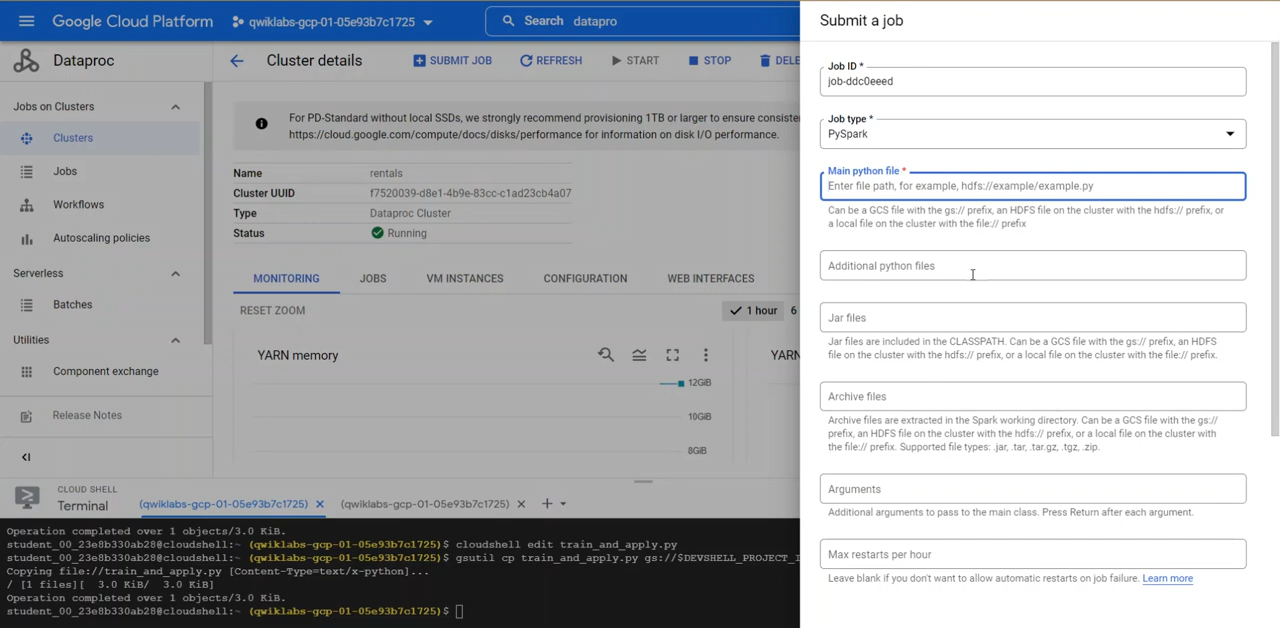 Google Cloud Platform
qwiklabs-gcp-01-05e93b7c1725
Search datapro
Submit a job
Dataproc
Cluster details
SUBMIT JOB
REFRESH
START
STOP
DELE
Job ID *
job-ddc0eeed
Jobs on Clusters
Clusters
Jobs
Workflows
Autoscaling policies
Serverless
Batches
Utilities
Component exchange
Release Notes
For PD-Standard without local SSDs, we strongly recommend provisioning 1TB or larger to ensure consiste
https://cloud.google.com/compute/docs/disks/performance for information on disk I/O performance.
Name rentals
Cluster UUID f7520039-d8e1-4b9e-83cc-c1ad23cb4a07
Type Dataproc Cluster
Status Running
MONITORING JOBS VM INSTANCES CONFIGURATION WEB INTERFACES
RESET ZOOM
1 hour 6
YARN memory
YARN
12GiB
10GiB
8GiB
Job type *
PySpark
Main python file *
Enter file path, for example, hdfs://example/example.py
Can be a GCS file with the gs:// prefix, an HDFS file on the cluster with the hdfs:// prefix, or
a local file on the cluster with the file:// prefix
Additional python files
Jar files
Jar files are included in the CLASSPATH. Can be a GCS file with the gs:// prefix, an HDFS
file on the cluster with the hdfs:// prefix, or a local file on the cluster with the file:// prefix.
Archive files
Archive files are extracted in the Spark working directory. Can be a GCS file with the gs://
prefix, an HDFS file on the cluster with the hdfs:// prefix, or a local file on the cluster with
the file:// prefix. Supported file types: .jar, .tar, .tar.gz, .tgz, .zip.
Arguments
Additional arguments to pass to the main class. Press Return after each argument.
Max restarts per hour
Leave blank if you don't want to allow automatic restarts on job failure. Learn more
CLOUD SHELL
Terminal
(qwiklabs-gcp-01-05e93b7c1725)
(qwiklabs-gcp-01-05e93b7c1725)
Operation completed over 1 objects/3.0 KiB.
student_00_23e8b330ab28@cloudshell:~ (qwiklabs-gcp-01-05e93b7c1725)$ cloudshell edit train_and_apply.py
student_00_23e8b330ab28@cloudshell:~ (qwiklabs-gcp-01-05e93b7c1725)$ gsutil cp train_and_apply.py gs://$DEVSHELL_PROJECT_I
Copying file://train_and_apply.py [Content-Type=text/x-python]...
/ [1 files][ 3.0 KiB/ 3.0 KiB]
Operation completed over 1 objects/3.0 KiB.
student_00_23e8b330ab28@cloudshell:~ (qwiklabs-gcp-01-05e93b7c1725)$